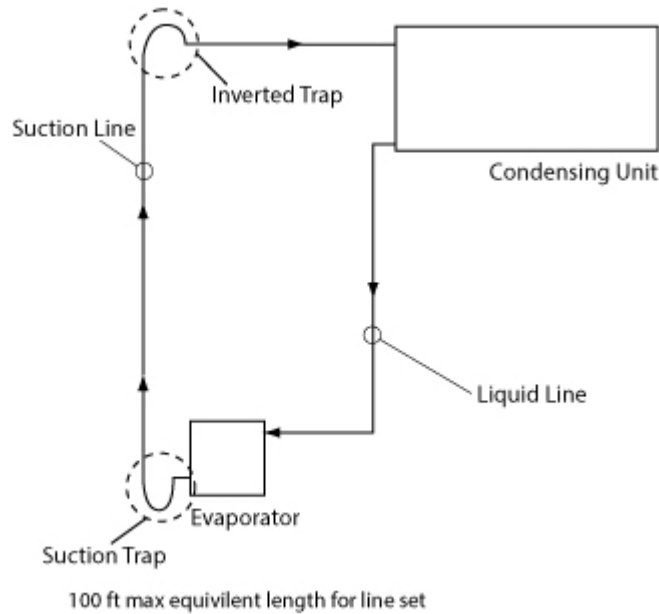 Inverted Trap
Suction Line
Condensing Unit
Liquid Line
Evaporator
Suction Trap
100 ft max equivilent length for line set